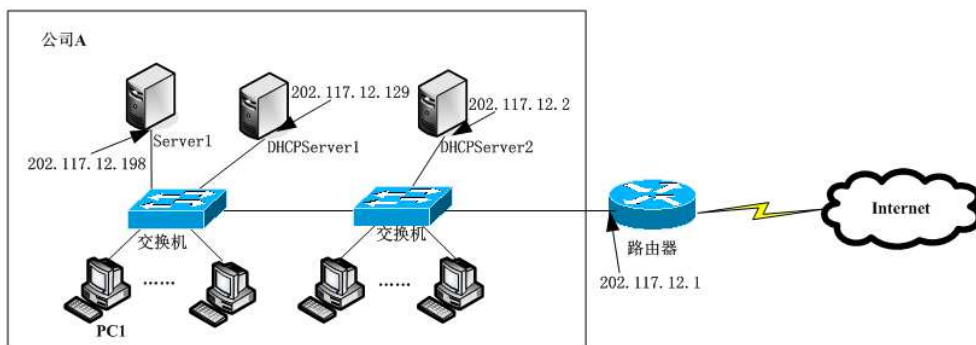 公司A
202.117.12.129
202.117.12.2
Server1
DHCPServer1
DHCPServer2
202.117.12.198
交换机
交换机
路由器
Internet
202.117.12.1
……
……
PC1